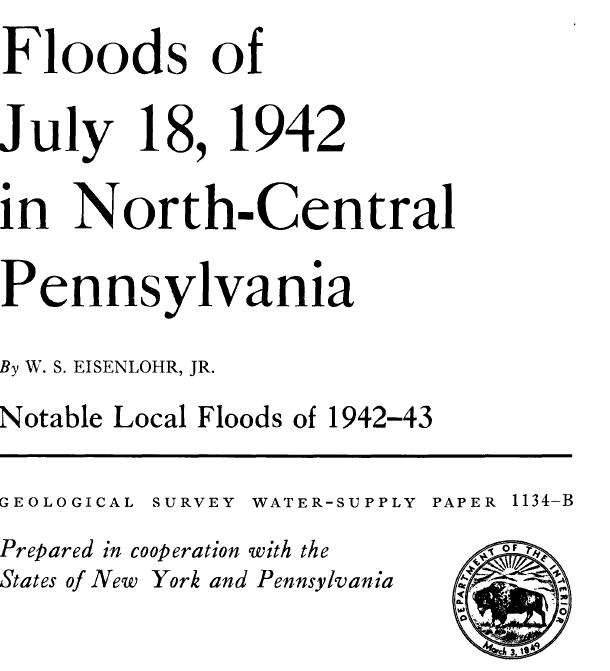 Floods of
July 18, 1942
in North-Central
Pennsylvania
By W. S. EISENLOHR, JR.
Notable Local Floods of 1942–43
GEOLOGICAL SURVEY WATER-SUPPLY PAPER 1134–B
Prepared in cooperation with the
States of New York and Pennsylvania
DEPARTMENT OF THE INTERIOR
March 3, 1849